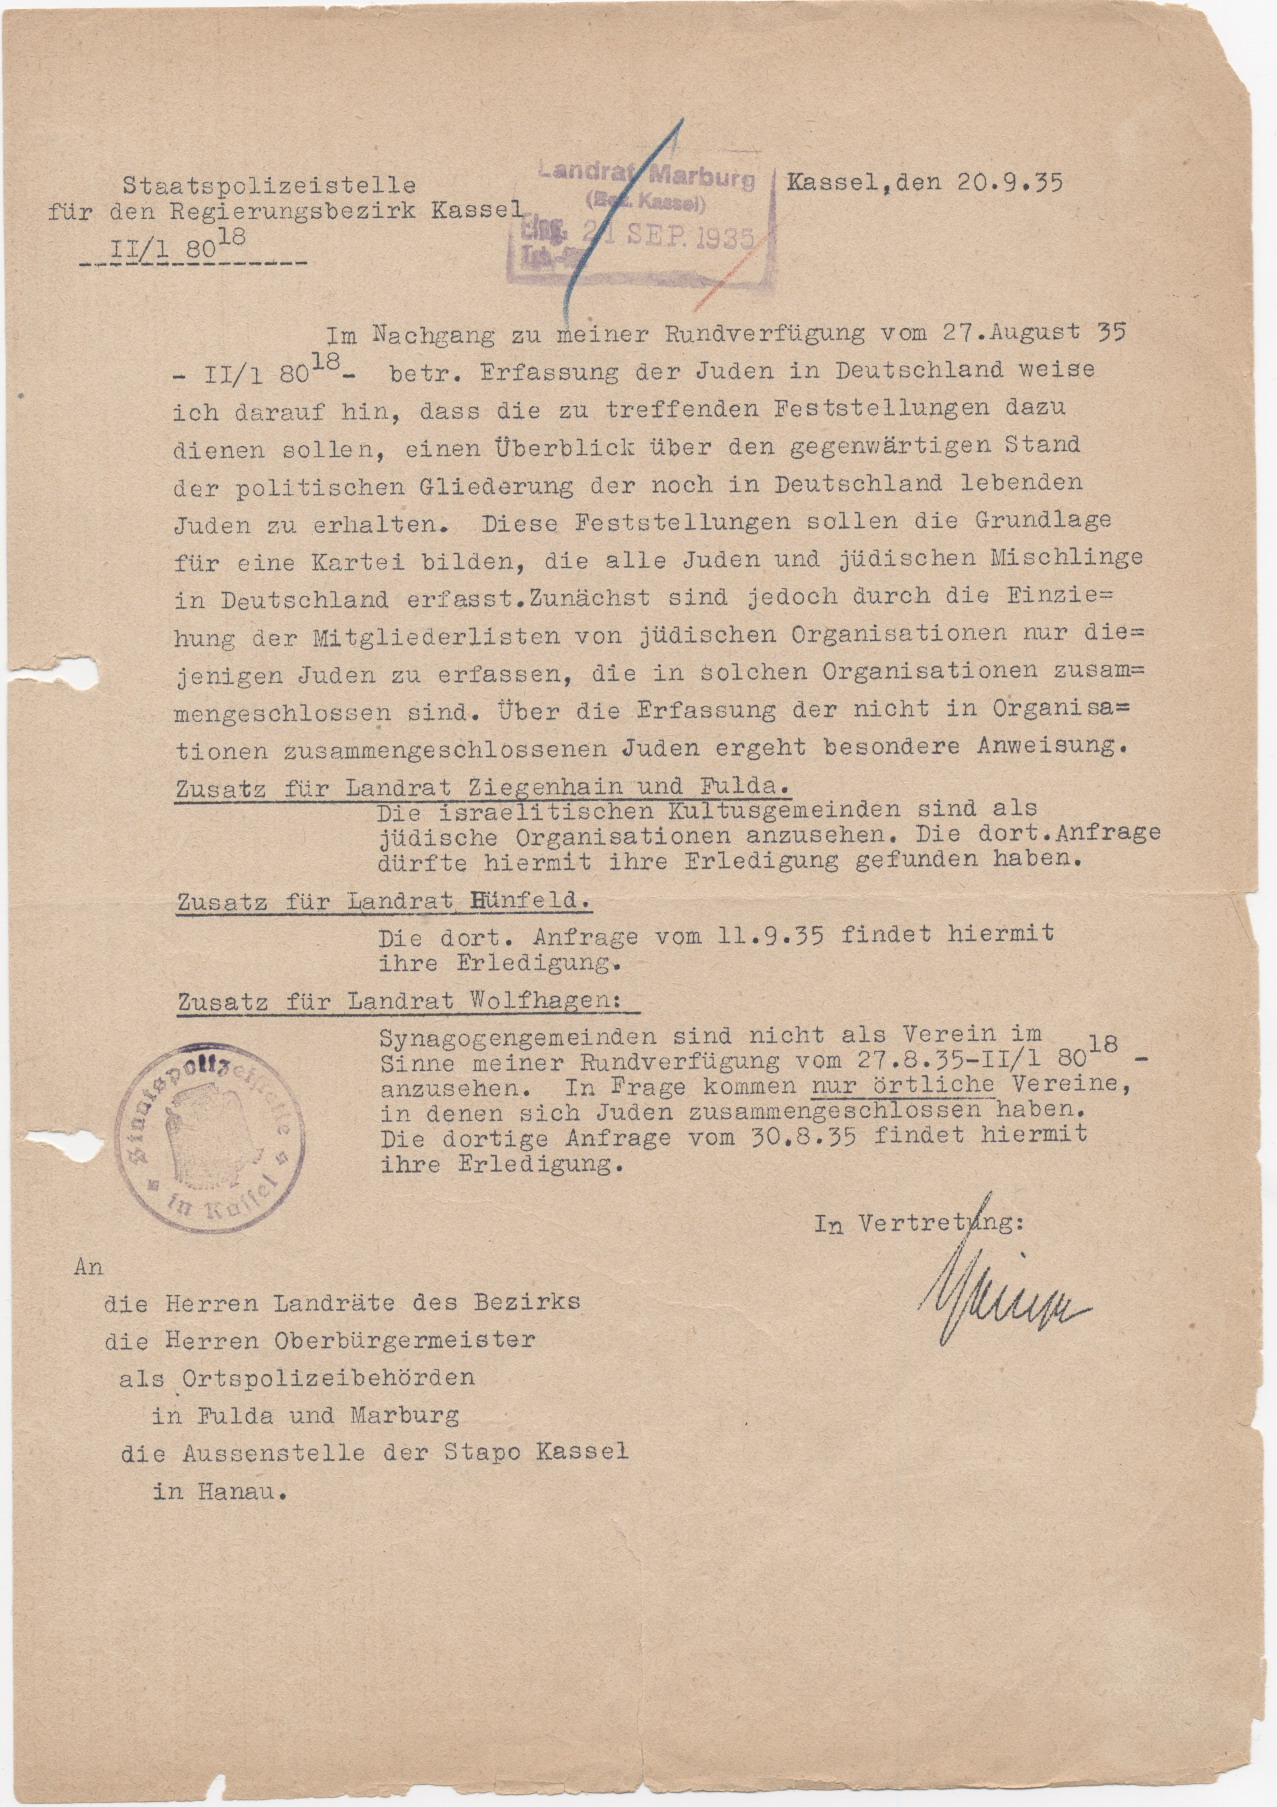 Staatspolizeistelle
für den Regierungsbezirk Kassel
II/1 80 18
Landrat Marburg
(Bez. Kassel)
Eing. 21 SEP. 1935
Kassel,den 20.9.35
Im Nachgang zu meiner Rundverfügung vom 27.August 35
- II/1 80 18- betr. Erfassung der Juden in Deutschland weise
ich darauf hin, dass die zu treffenden Feststellungen dazu
dienen sollen, einen Überblick über den gegenwärtigen Stand
der politischen Gliederung der noch in Deutschland lebenden
Juden zu erhalten. Diese Feststellungen sollen die Grundlage
für eine Kartei bilden, die alle Juden und jüdischen Mischlinge
in Deutschland erfasst.Zunächst sind jedoch durch die Einzie=
hung der Mitgliederlisten von jüdischen Organisationen nur die=
jenigen Juden zu erfassen, die in solchen Organisationen zusam=
mengeschlossen sind. Über die Erfassung der nicht in Organisa=
tionen zusammengeschlossenen Juden ergeht besondere Anweisung.
Zusatz für Landrat Ziegenhain und Fulda.
Die israelitischen Kultusgemeinden sind als
jüdische Organisationen anzusehen. Die dort.Anfrage
dürfte hiermit ihre Erledigung gefunden haben.
Zusatz für Landrat Hünfeld.
Die dort. Anfrage vom 11.9.35 findet hiermit
ihre Erledigung.
Zusatz für Landrat Wolfhagen:
Synagogengemeinden sind nicht als Verein im
Sinne meiner Rundverfügung vom 27.8.35-II/1 80 18 -
anzusehen. In Frage kommen nur örtliche Vereine,
in denen sich Juden zusammengeschlossen haben.
Die dortige Anfrage vom 30.8.35 findet hiermit
ihre Erledigung.
Staatspolizeistelle
in Kassel
In Vertretung:
An
die Herren Landräte des Bezirks
die Herren Oberbürgermeister
als Ortspolizeibehörden
in Fulda und Marburg
die Aussenstelle der Stapo Kassel
in Hanau.